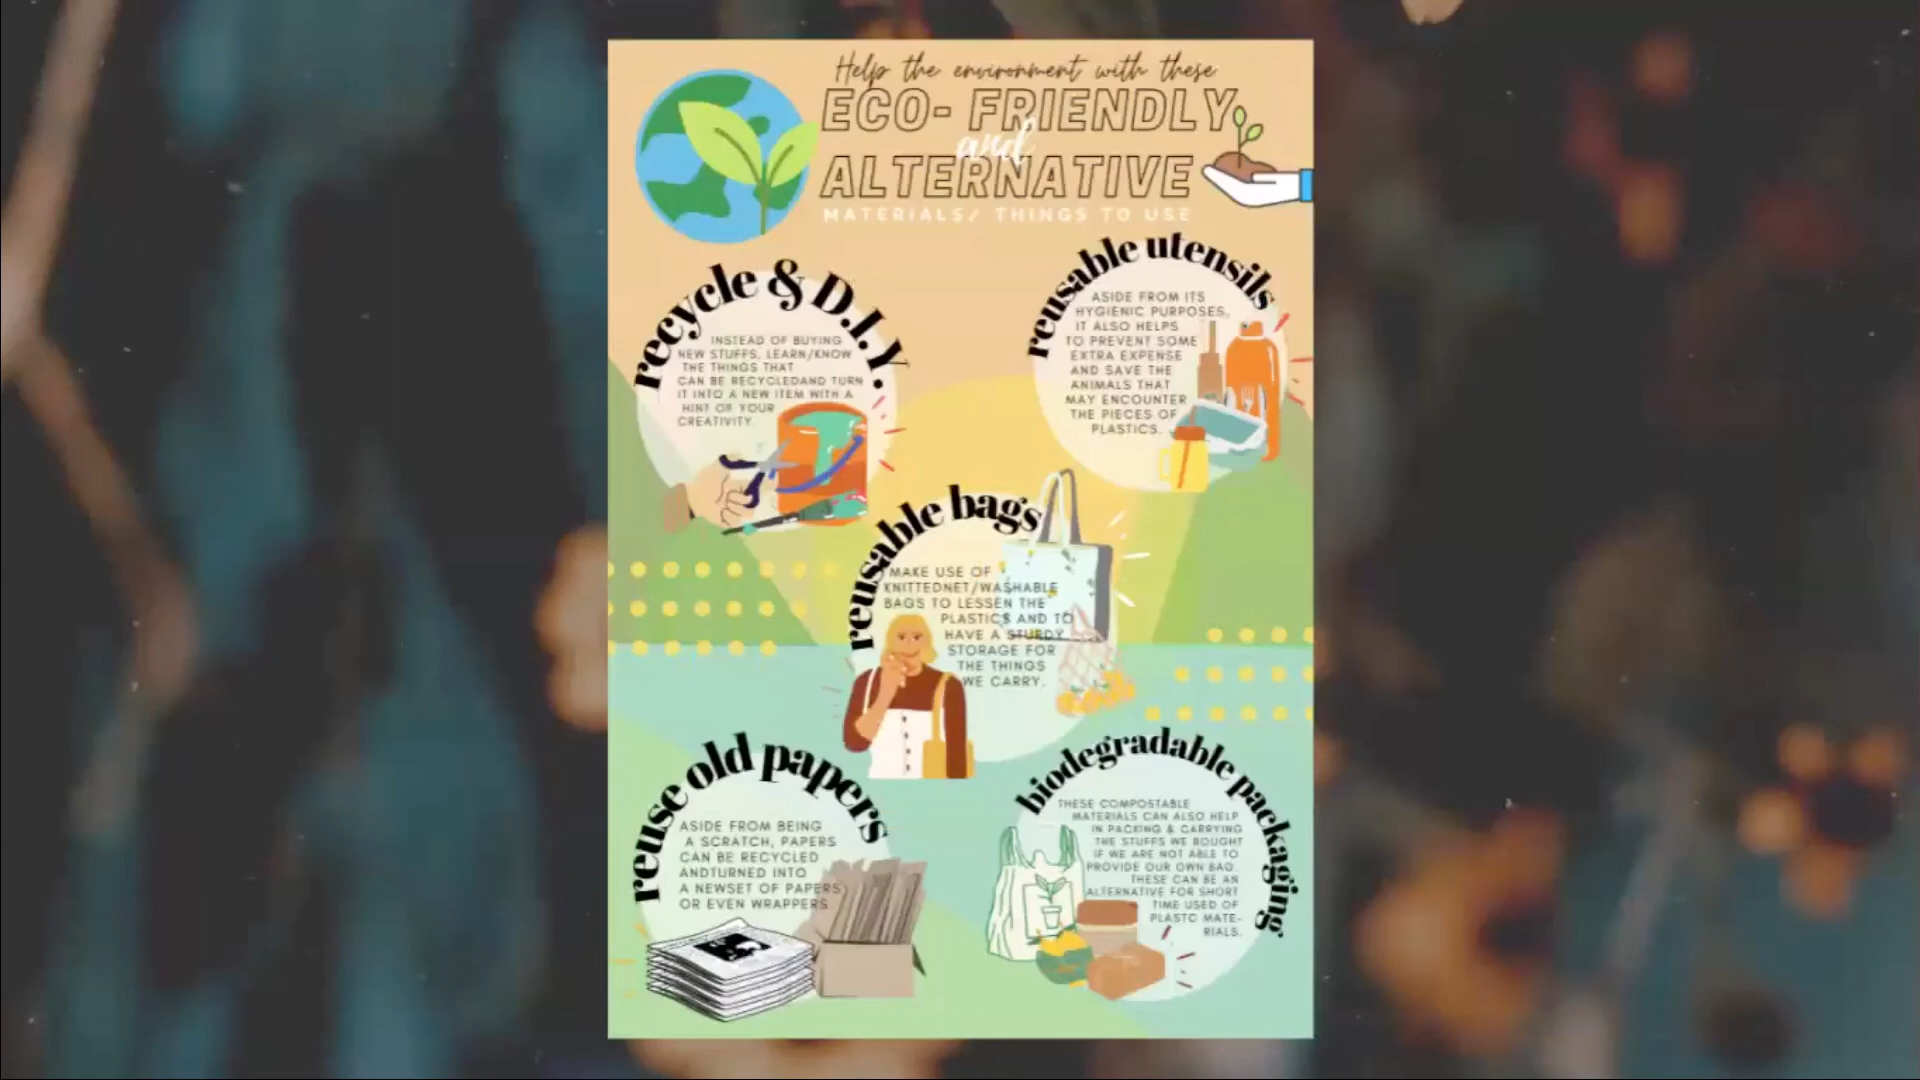 Help the environment with these
ECO- FRIENDLY
and
ALTERNATIVE
MATERIALS/ THINGS TO USE
recycle & D.I.Y.
INSTEAD OF BUYING
NEW STUFFS, LEARN/KNOW
THE THINGS THAT
CAN BE RECYCLEDAND TURN
IT INTO A NEW ITEM WITH A
HINT OF YOUR
CREATIVITY.
reusable utensils
ASIDE FROM ITS
HYGIENIC PURPOSES,
IT ALSO HELPS
TO PREVENT SOME
EXTRA EXPENSE
AND SAVE THE
ANIMALS THAT
MAY ENCOUNTER
THE PIECES OF
PLASTICS.
reusable bags
MAKE USE OF
KNITTEDNET/WASHABLE
BAGS TO LESSEN THE
PLASTICS AND TO
HAVE A STURDY
STORAGE FOR
THE THINGS
WE CARRY.
reuse old papers
ASIDE FROM BEING
A SCRATCH, PAPERS
CAN BE RECYCLED
ANDTURNED INTO
A NEWSET OF PAPERS
OR EVEN WRAPPERS
biodegradable packaging
THESE COMPOSTABLE
MATERIALS CAN ALSO HELP
IN PACKING & CARRYING
THE STUFFS WE BOUGHT
IF WE ARE NOT ABLE TO
PROVIDE OUR OWN BAG.
THESE CAN BE AN
ALTERNATIVE FOR SHORT
TIME USED OF
PLASTC MATE-
RIALS.